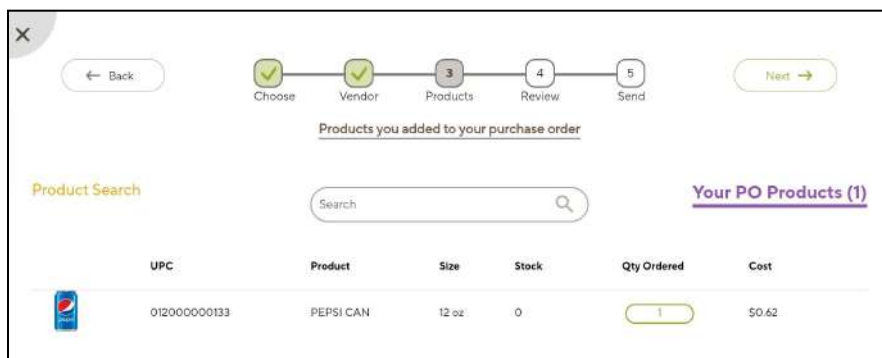 ×
← Back
3
4
5
Next →
Choose
Vendor
Products
Review
Send
Products you added to your purchase order
Product Search
Search
Your PO Products (1)
UPC Product Size Stock Qty Ordered Cost
012000000133 PEPSI CAN 12 oz 0 1 $0.62